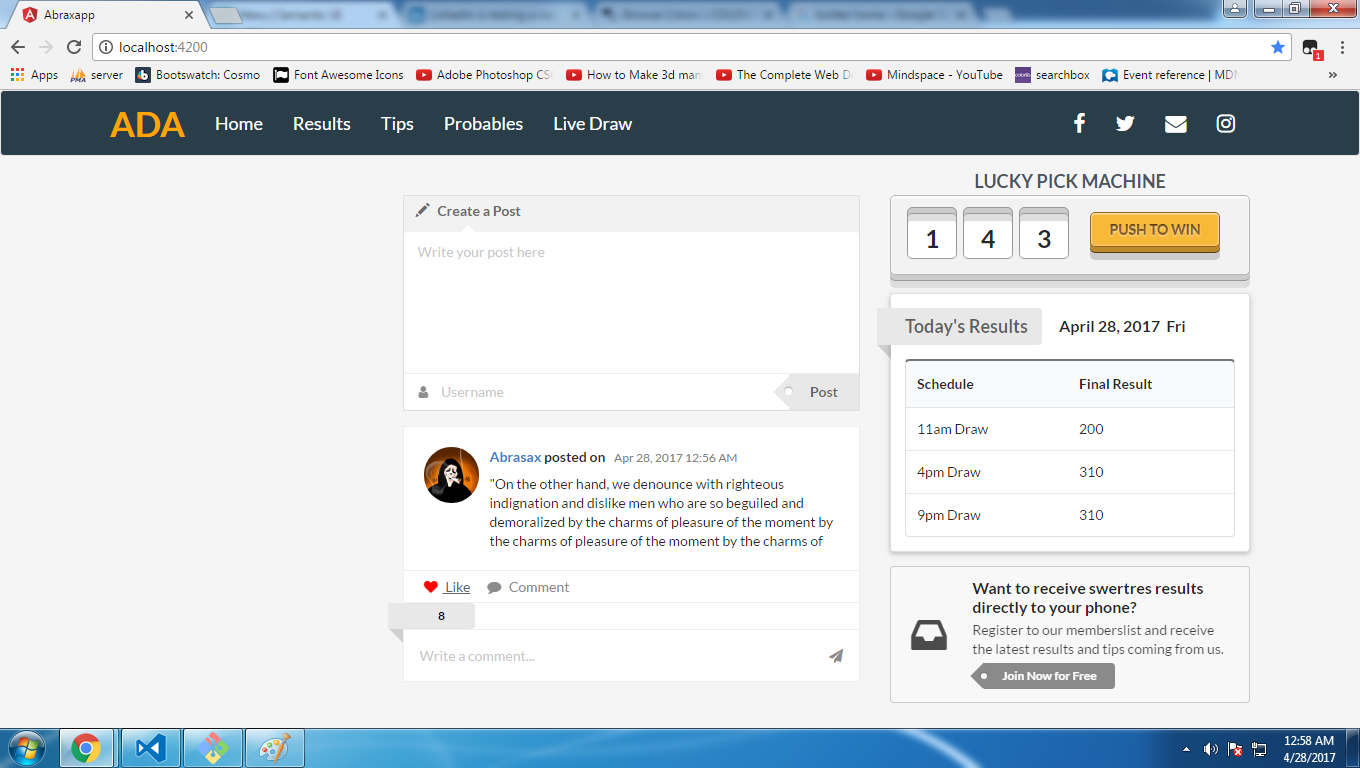 Abraxapp
localhost:4200
Apps
server
Bootswatch: Cosmo
Font Awesome Icons
Adobe Photoshop CS
How to Make 3d man
The Complete Web D
Mindspace - YouTube
searchbox
Event reference | MD
»
1
ADA
Home
Results
Tips
Probables
Live Draw
LUCKY PICK MACHINE
1 4 3
PUSH TO WIN
Create a Post
Write your post here
Username
Post
Today's Results
April 28, 2017 Fri
Schedule Final Result
11am Draw 200
4pm Draw 310
9pm Draw 310
Abrasax posted on Apr 28, 2017 12:56 AM
"On the other hand, we denounce with righteous
indignation and dislike men who are so beguiled and
demoralized by the charms of pleasure of the moment by
the charms of pleasure of the moment by the charms of
Like
Comment
8
Write a comment...
Want to receive swertres results
directly to your phone?
Register to our memberslist and receive
the latest results and tips coming from us.
Join Now for Free
12:58 AM
4/28/2017